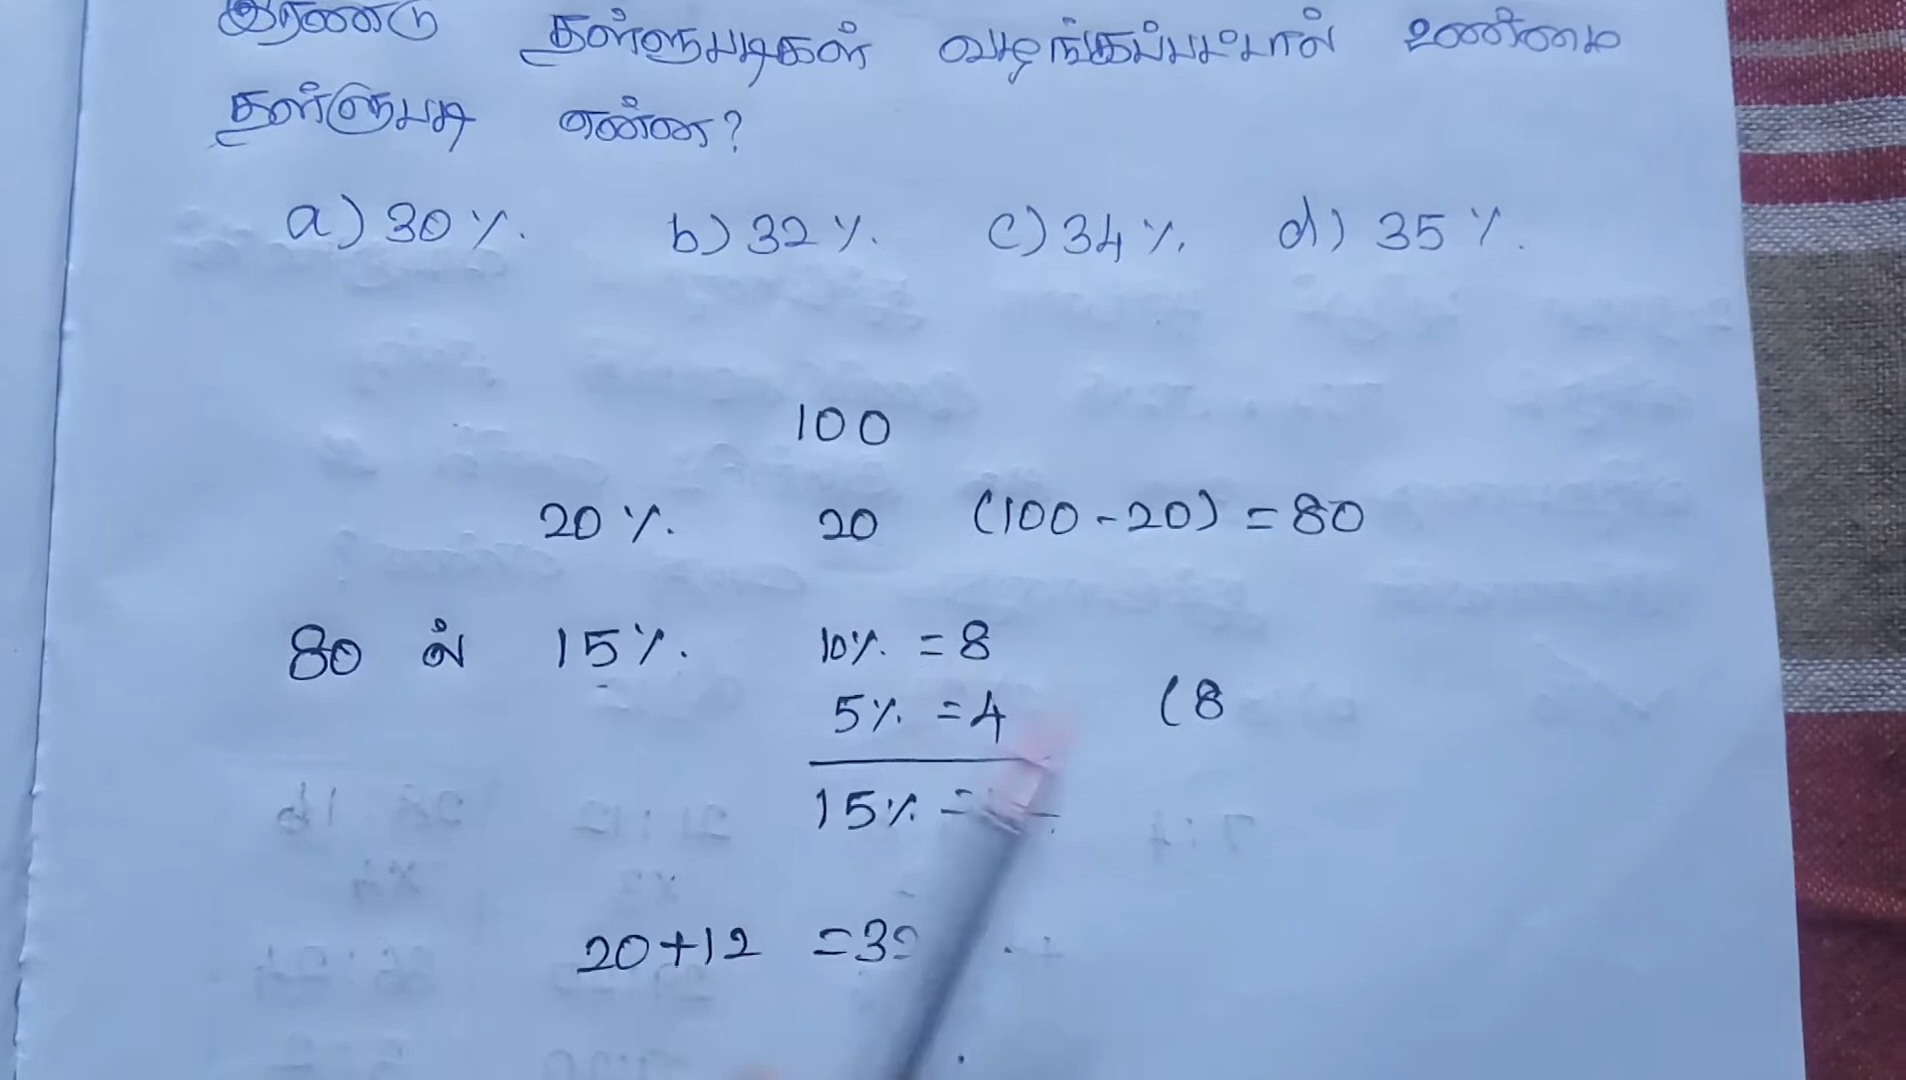 இரண்டு தள்ளுபடிகள் வழங்கப்பட்டால் உண்மை
தள்ளுபடி என்ன?
a) 30%. b) 32%. c) 34%. d) 35%.
100
20%. 20 (100-20) = 80
80 ல் 15%. 10%. = 8
5%. = 4 (8
15%. =
20+12 = 32